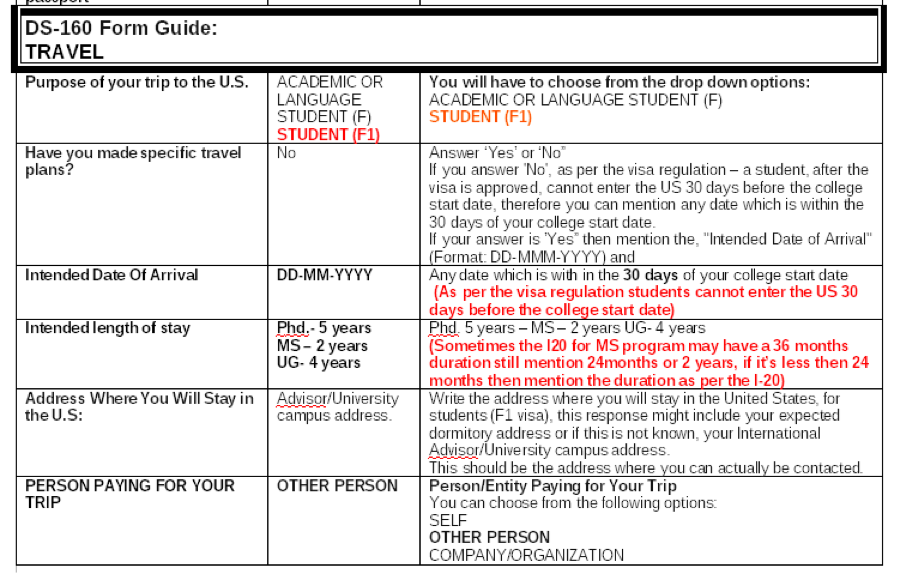 passport
DS-160 Form Guide:
TRAVEL
Purpose of your trip to the U.S.
ACADEMIC OR
LANGUAGE
STUDENT (F)
STUDENT (F1)
You will have to choose from the drop down options:
ACADEMIC OR LANGUAGE STUDENT (F)
STUDENT (F1)
Have you made specific travel
plans?
No
Answer ‘Yes’ or ‘No”
If you answer ’No’, as per the visa regulation – a student, after the
visa is approved, cannot enter the US 30 days before the college
start date, therefore you can mention any date which is within the
30 days of your college start date.
If your answer is ’Yes” then mention the, "Intended Date of Arrival"
(Format: DD-MMM-YYYY) and
Intended Date Of Arrival
DD-MM-YYYY
Any date which is with in the 30 days of your college start date
(As per the visa regulation students cannot enter the US 30
days before the college start date)
Intended length of stay
Phd.- 5 years
MS – 2 years
UG- 4 years
Phd. 5 years – MS – 2 years UG- 4 years
(Sometimes the I20 for MS program may have a 36 months
duration still mention 24months or 2 years, if it’s less then 24
months then mention the duration as per the I-20)
Address Where You Will Stay in
the U.S:
Advisor/University
campus address.
Write the address where you will stay in the United States, for
students (F1 visa), this response might include your expected
dormitory address or if this is not known, your International
Advisor/University campus address.
This should be the address where you can actually be contacted.
PERSON PAYING FOR YOUR
TRIP
OTHER PERSON
Person/Entity Paying for Your Trip
You can choose from the following options:
SELF
OTHER PERSON
COMPANY/ORGANIZATION